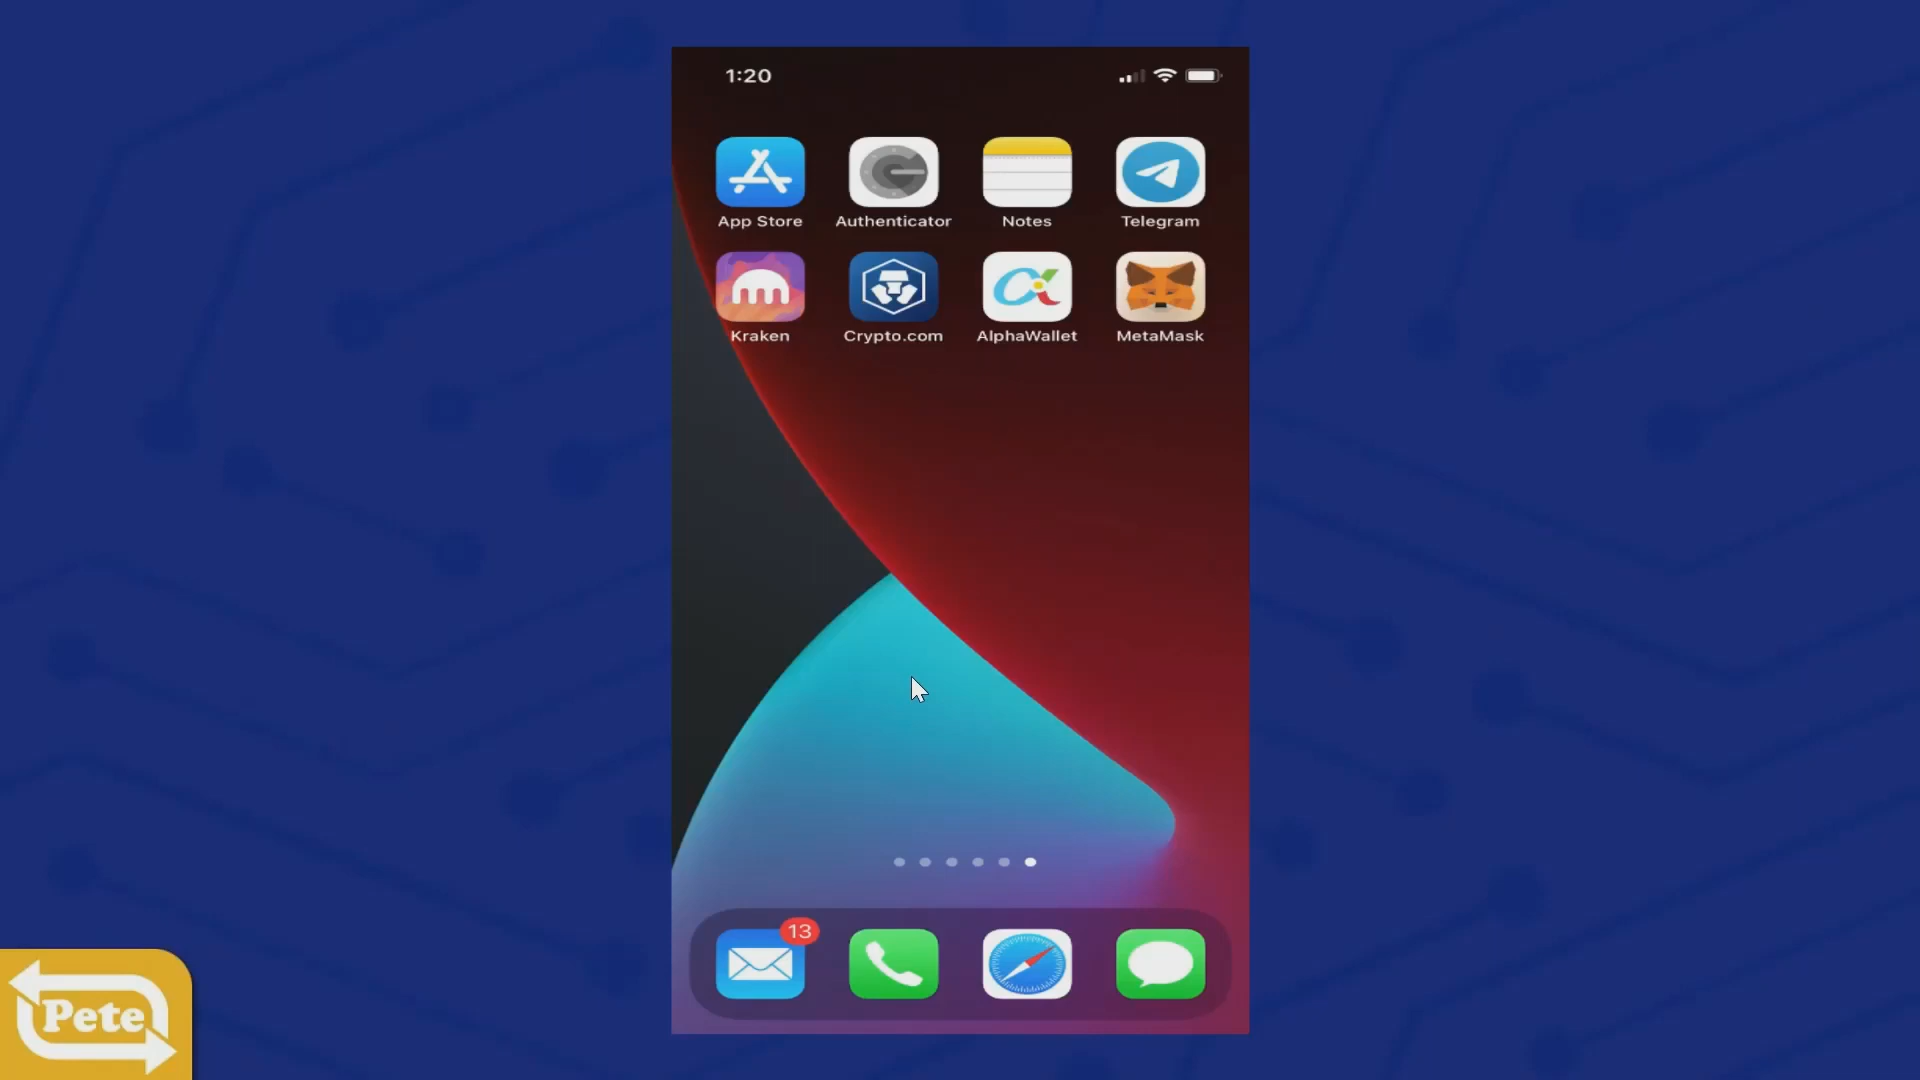 1:20
App Store Authenticator Notes Telegram
Kraken Crypto.com AlphaWallet MetaMask
13
Pete